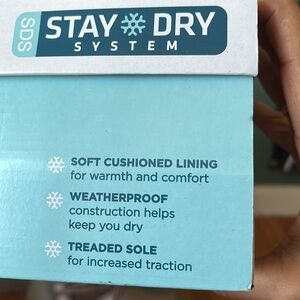 SDS
STAY DRY
SYSTEM
SOFT CUSHIONED LINING
for warmth and comfort
WEATHERPROOF
construction helps
keep you dry
TREADED SOLE
for increased traction